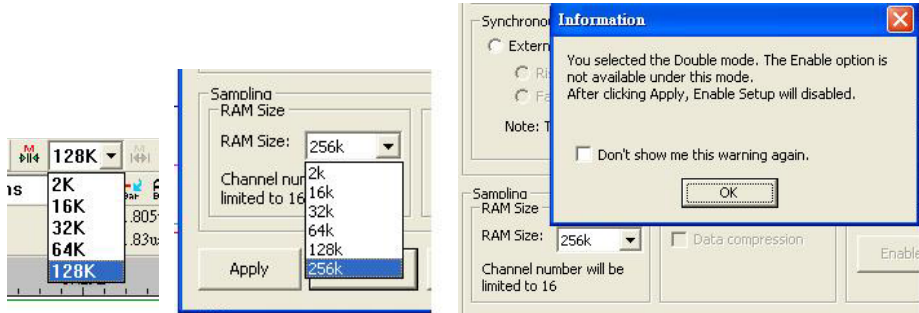 128K
2K
16K
32K
64K
128K
.805
.83u
Sampling
RAM Size
RAM Size: 256k
Channel nur
limited to 16
2k
16k
32k
64k
128k
256k
Apply
Synchrono
Extern
Note: T
Information
You selected the Double mode. The Enable option is
not available under this mode.
After clicking Apply, Enable Setup will disabled.
Don't show me this warning again.
OK
Sampling
RAM Size
RAM Size: 256k
Data compression
Channel number will be
limited to 16
Enable